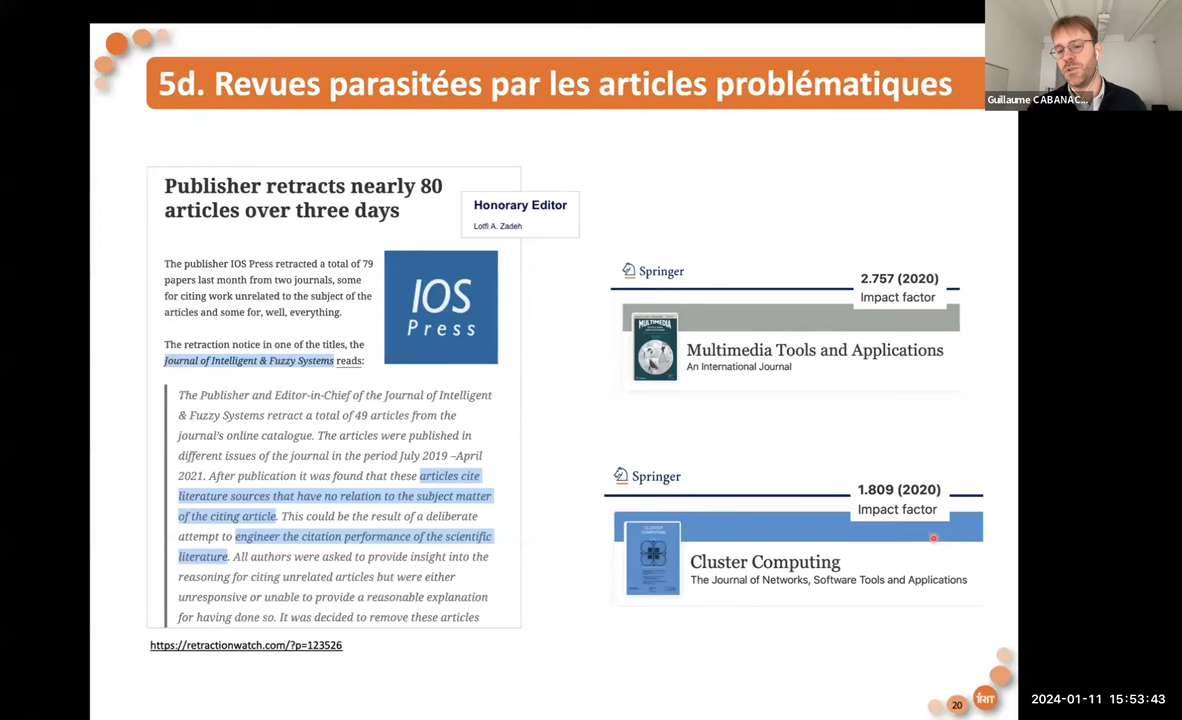 5d. Revues parasitées par les articles problématiques
Guillaume CABANAC...
Publisher retracts nearly 80
articles over three days
Honorary Editor
Lotfi A. Zadeh
The publisher IOS Press retracted a total of 79
papers last month from two journals, some
for citing work unrelated to the subject of the
articles and some for, well, everything.
IOS
Press
The retraction notice in one of the titles, the
Journal of Intelligent & Fuzzy Systems reads:
The Publisher and Editor-in-Chief of the Journal of Intelligent
& Fuzzy Systems retract a total of 49 articles from the
journal's online catalogue. The articles were published in
different issues of the journal in the period July 2019 –April
2021. After publication it was found that these articles cite
literature sources that have no relation to the subject matter
of the citing article. This could be the result of a deliberate
attempt to engineer the citation performance of the scientific
literature. All authors were asked to provide insight into the
reasoning for citing unrelated articles but were either
unresponsive or unable to provide a reasonable explanation
for having done so. It was decided to remove these articles
https://retractionwatch.com/?p=123526
Springer
2.757 (2020)
Impact factor
MULTIMEDIA
Multimedia Tools and Applications
An International Journal
Springer
1.809 (2020)
Impact factor
CLUSTER
COMPUTING
Cluster Computing
The Journal of Networks, Software Tools and Applications
20
IRIT
2024-01-11 15:53:43